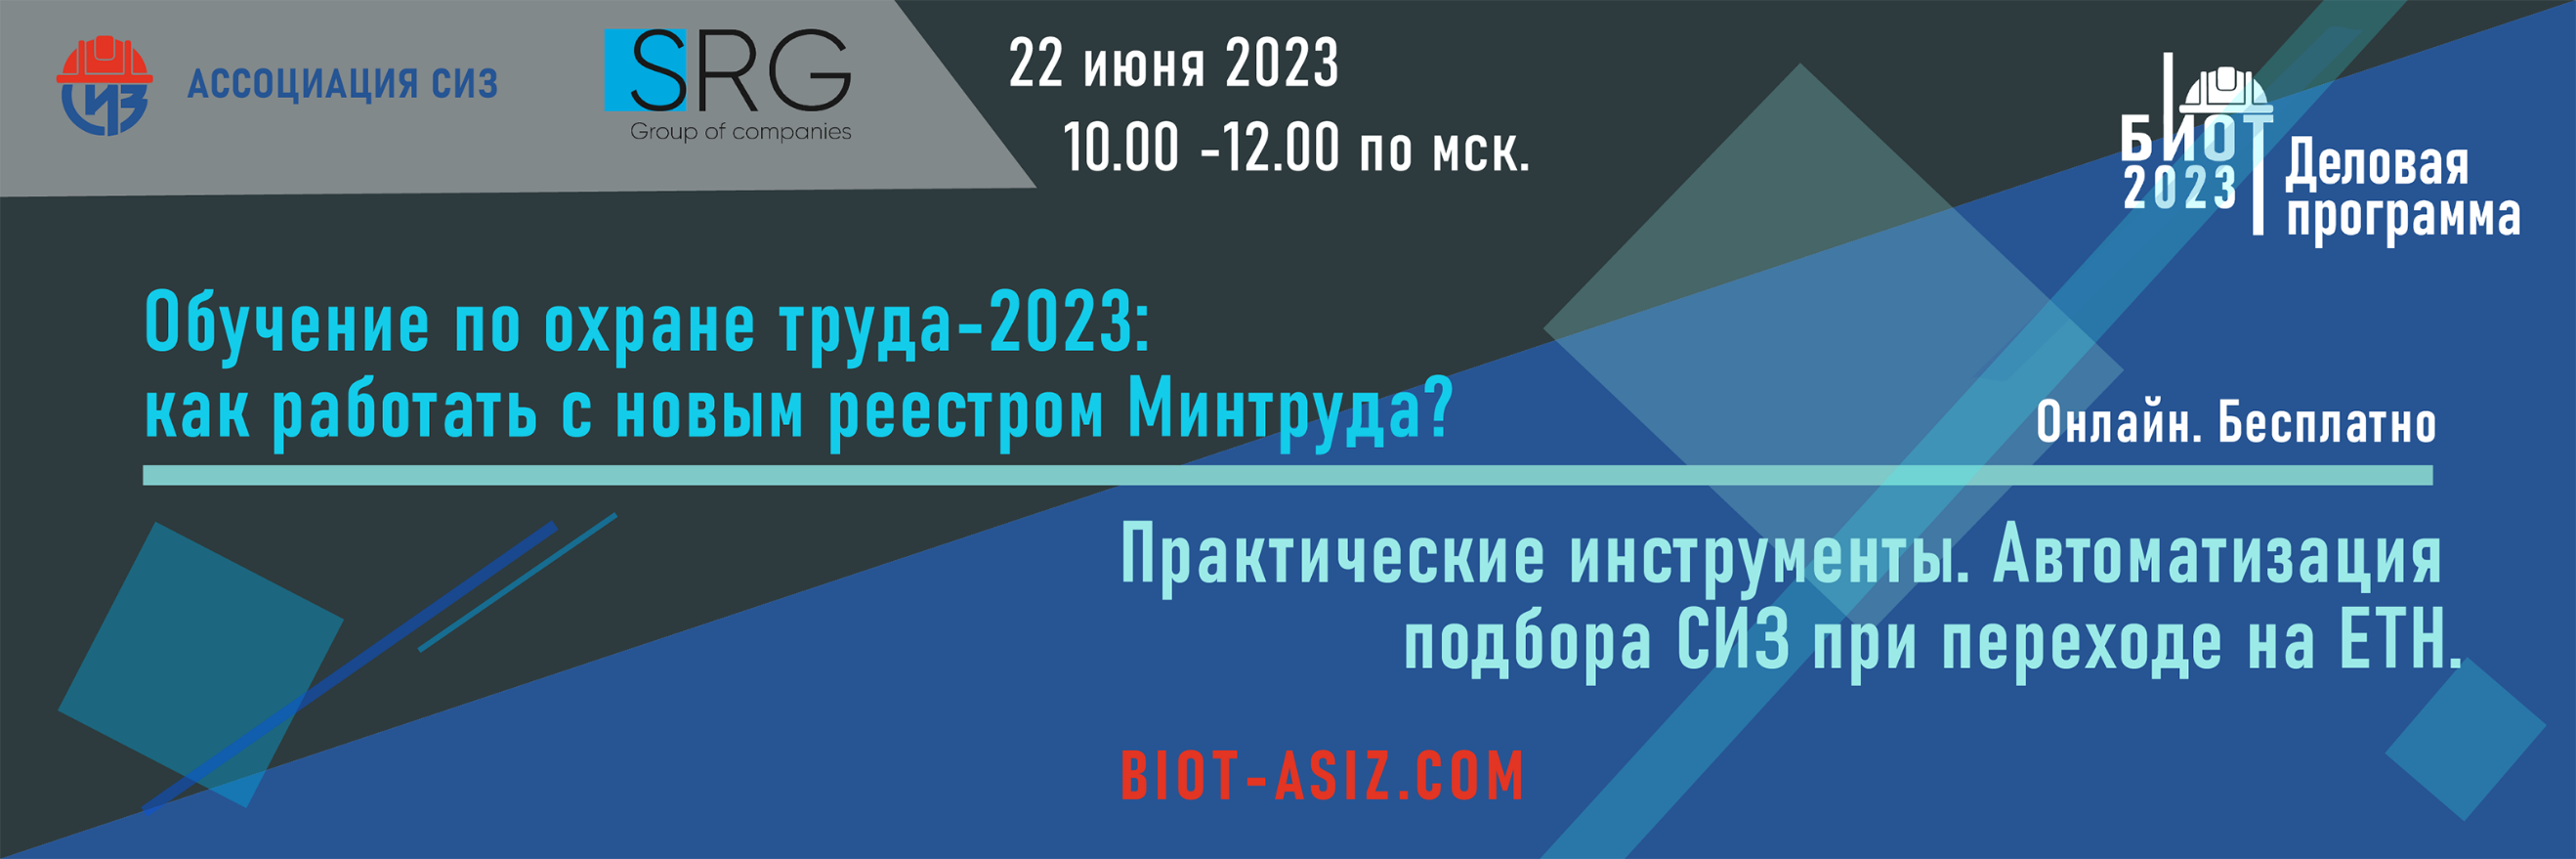 СИЗ
АССОЦИАЦИЯ СИЗ
SRG
Group of companies
22 июня 2023
10.00 -12.00 по мск.
БИОТ
2023
Деловая
программа
Обучение по охране труда-2023:
как работать с новым реестром Минтруда?
Онлайн. Бесплатно
Практические инструменты. Автоматизация
подбора СИЗ при переходе на ЕТН.
BIOT-ASIZ.COM